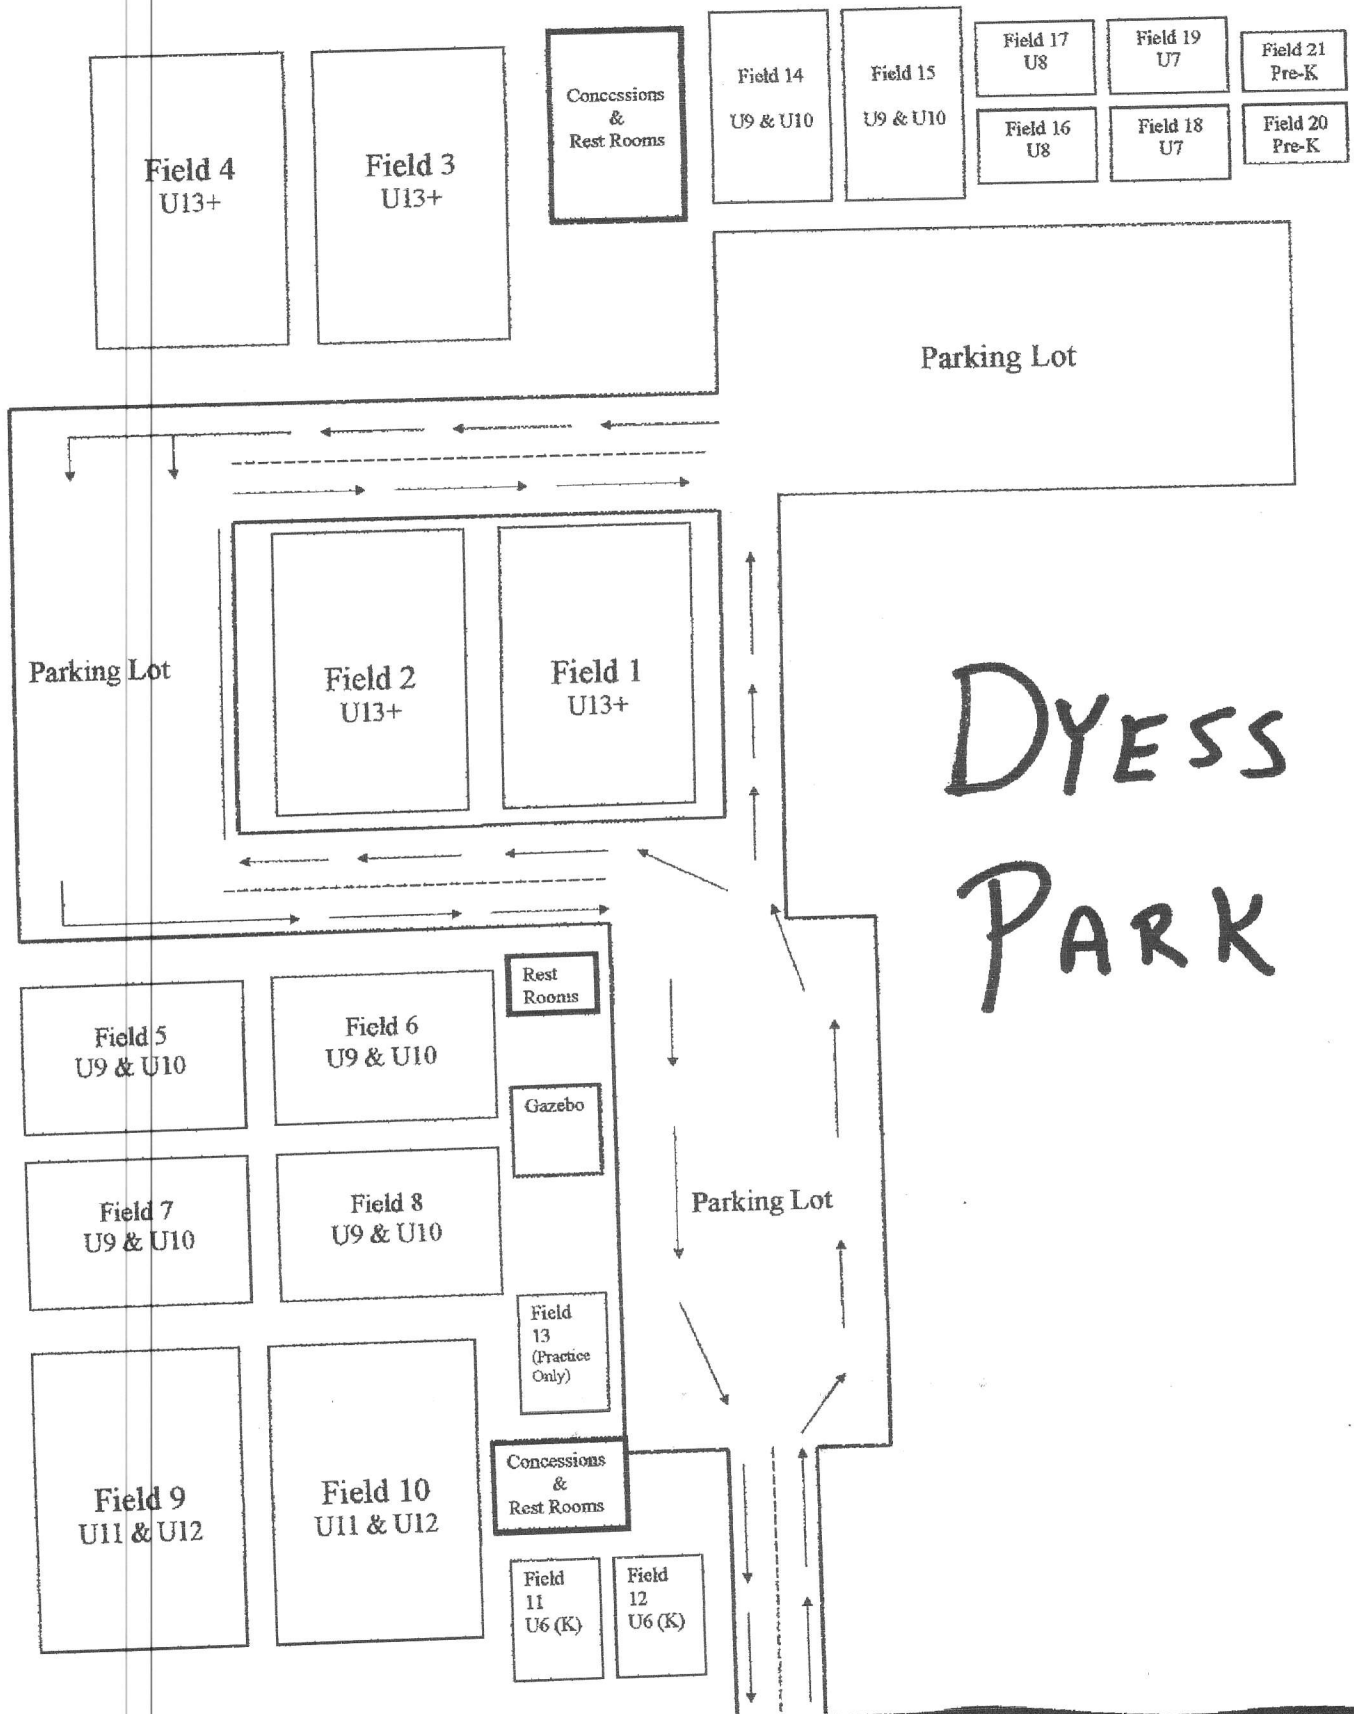 Field 4
U13+
Field 3
U13+
Concessions
&
Rest Rooms
Field 14
U9 & U10
Field 15
U9 & U10
Field 17
U8
Field 19
U7
Field 21
Pre-K
Field 16
U8
Field 18
U7
Field 20
Pre-K
Parking Lot
Parking Lot
Field 2
U13+
Field 1
U13+
DYESS
PARK
Rest
Rooms
Field 5
U9 & U10
Field 6
U9 & U10
Gazebo
Field 7
U9 & U10
Field 8
U9 & U10
Parking Lot
Field
13
(Practice
Only)
Field 9
U11 & U12
Field 10
U11 & U12
Concessions
&
Rest Rooms
Field
11
U6 (K)
Field
12
U6 (K)